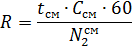 R = (t_см · C_см · 60) / N_2^см